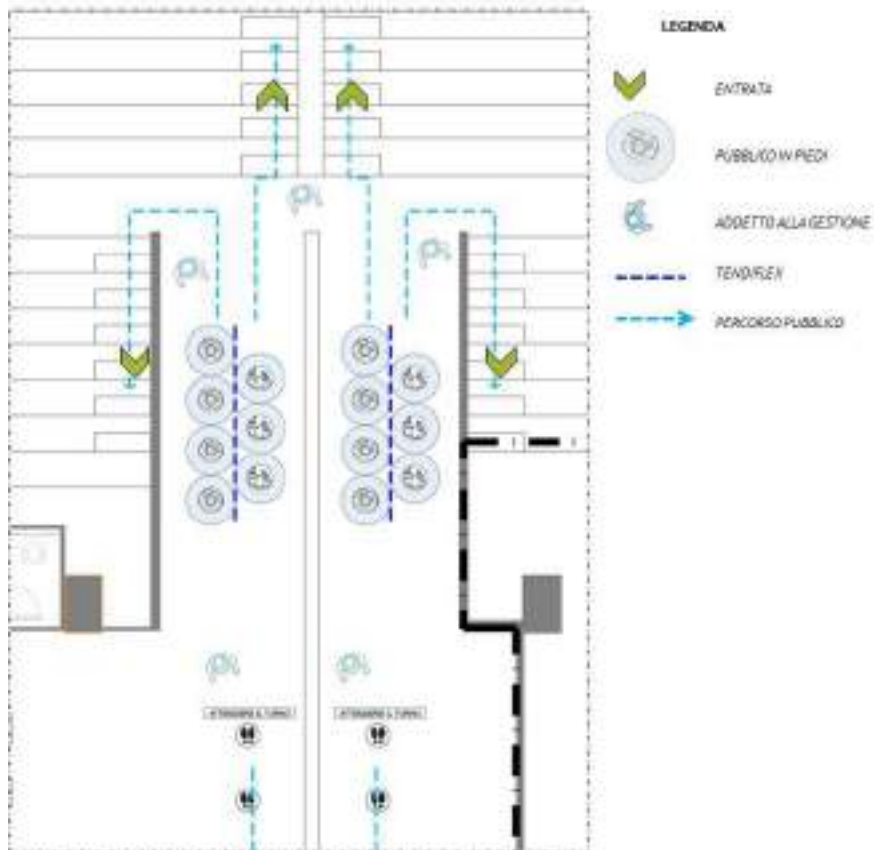 LEGENDA
ENTRATA
PUBBLICO IN PIEDI
ADDETTO ALLA GESTIONE
TENDIFLEX
PERCORSO PUBBLICO